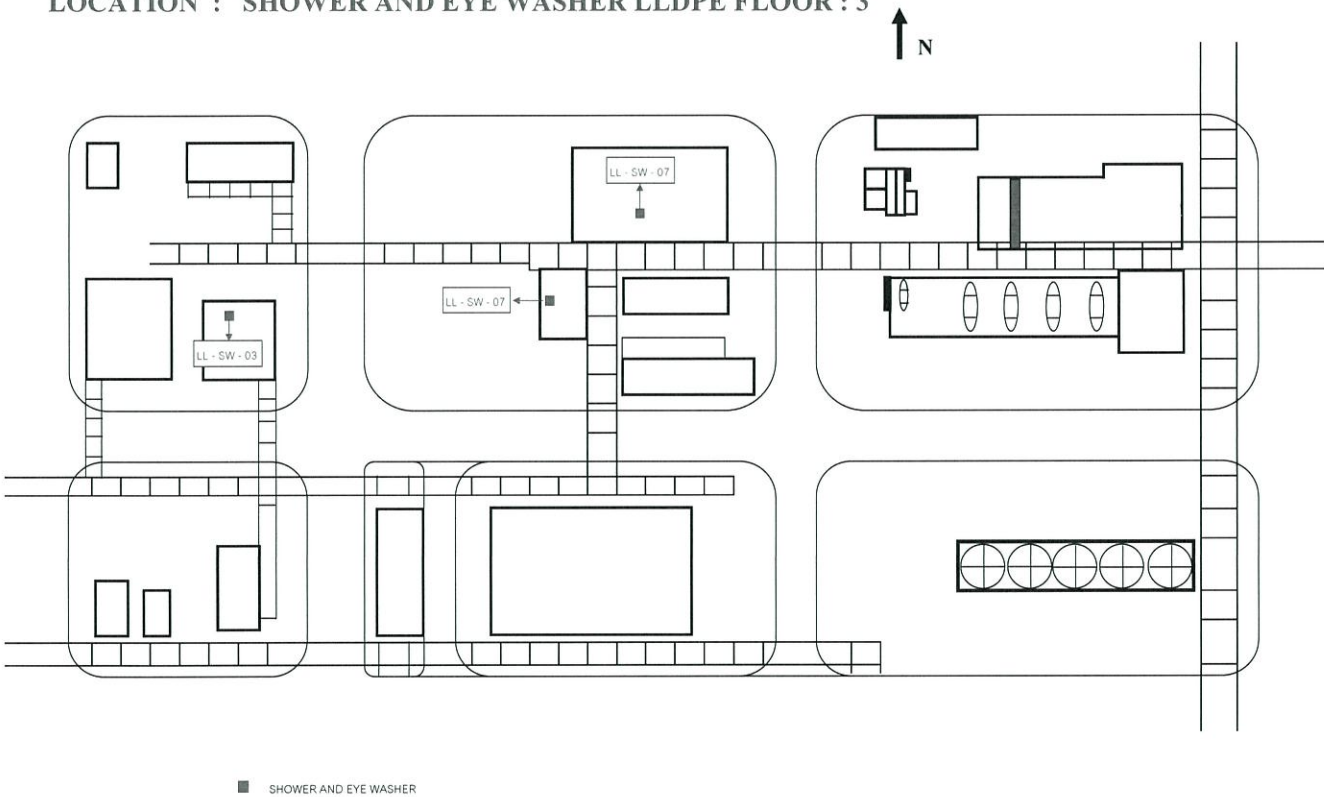 LOCATION : SHOWER AND EYE WASHER LLDPE FLOOR : 3
N
LL - SW - 07
LL - SW - 07
LL - SW - 03
SHOWER AND EYE WASHER